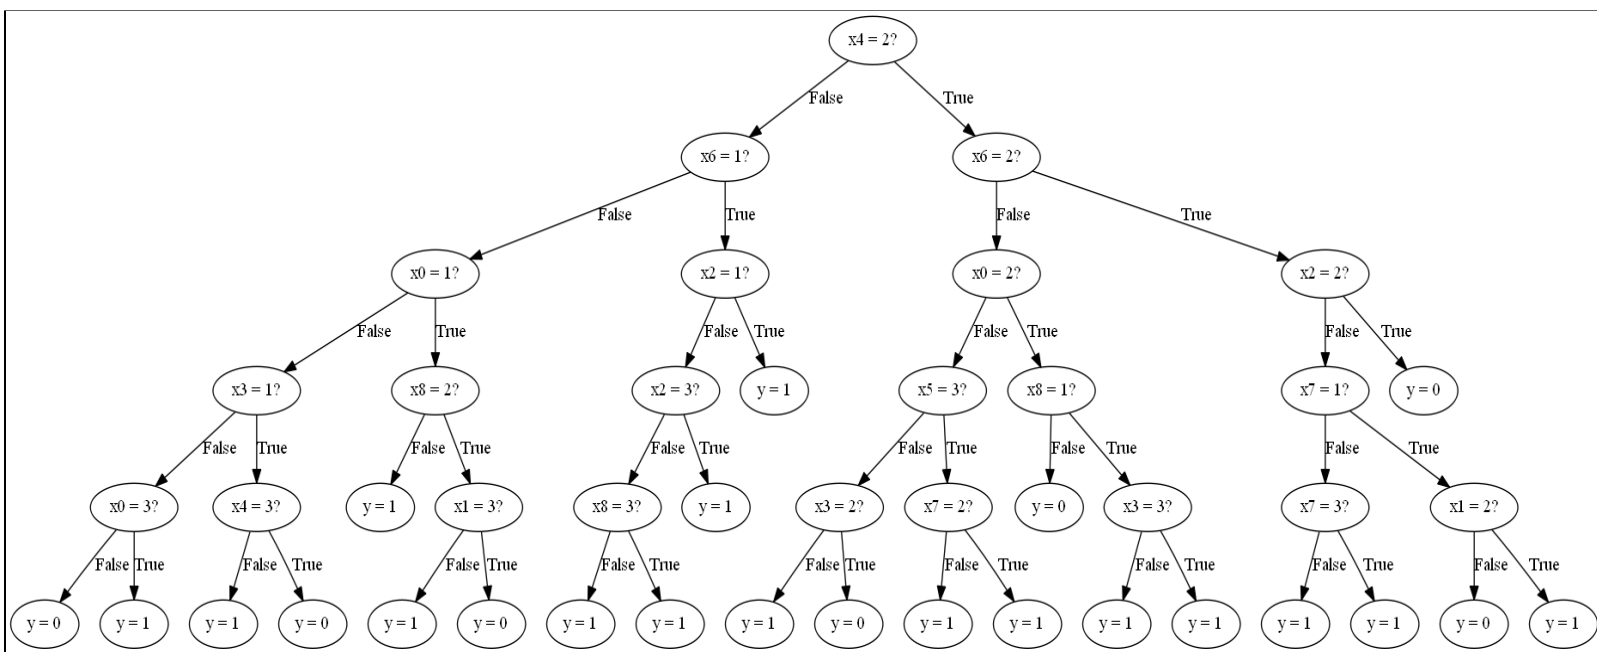 x4 = 2?
False
True
x6 = 1?
x6 = 2?
False
True
False
True
x0 = 1?
x2 = 1?
x0 = 2?
x2 = 2?
False
True
False
True
False
True
False
True
x3 = 1?
x8 = 2?
x2 = 3?
y = 1
x5 = 3?
x8 = 1?
x7 = 1?
y = 0
False
True
False
True
False
True
False
True
False
True
False
True
x0 = 3?
x4 = 3?
y = 1
x1 = 3?
x8 = 3?
y = 1
x3 = 2?
x7 = 2?
y = 0
x3 = 3?
x7 = 3?
x1 = 2?
False
True
False
True
False
True
False
True
False
True
False
True
False
True
False
True
False
True
y = 0
y = 1
y = 1
y = 0
y = 1
y = 0
y = 1
y = 1
y = 1
y = 0
y = 1
y = 1
y = 1
y = 1
y = 1
y = 1
y = 0
y = 1